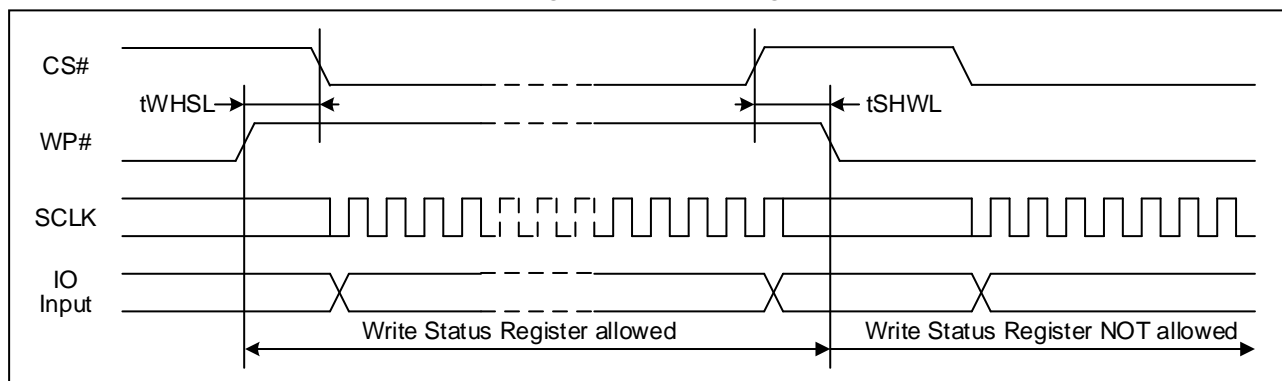 CS#
tWHSL
tSHWL
WP#
SCLK
IO
Input
Write Status Register allowed
Write Status Register NOT allowed